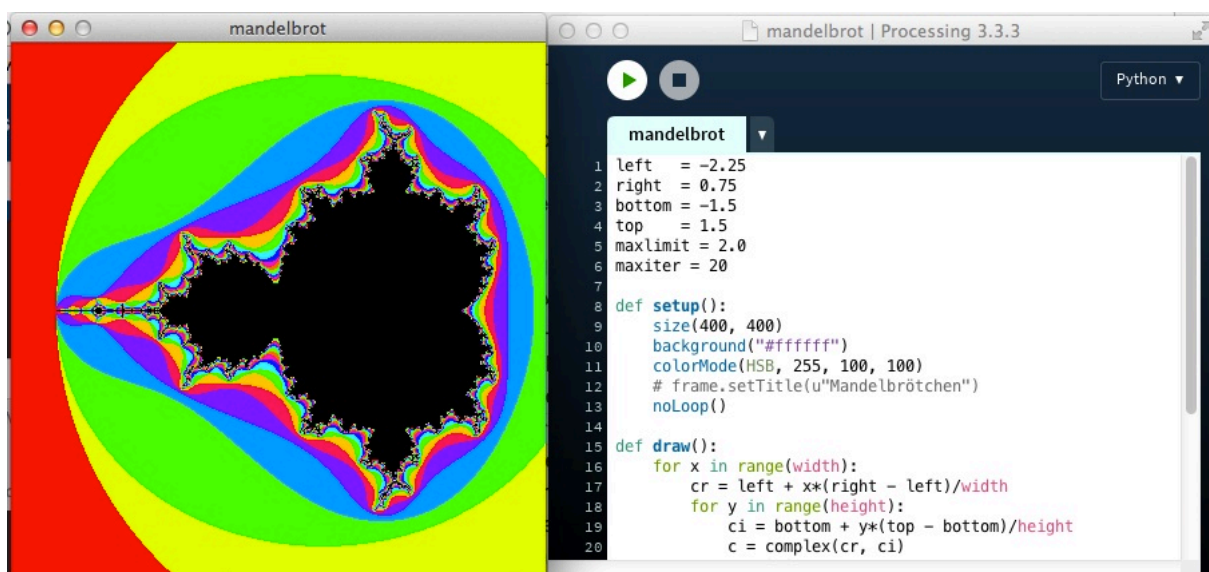 mandelbrot
mandelbrot | Processing 3.3.3
Python ▼
mandelbrot ▼
1 left   = -2.25
2 right  = 0.75
3 bottom = -1.5
4 top    = 1.5
5 maxlimit = 2.0
6 maxiter = 20
7
8 def setup():
9     size(400, 400)
10     background("#ffffff")
11     colorMode(HSB, 255, 100, 100)
12     # frame.setTitle(u"Mandelbrötchen")
13     noLoop()
14
15 def draw():
16     for x in range(width):
17         cr = left + x*(right - left)/width
18         for y in range(height):
19             ci = bottom + y*(top - bottom)/height
20             c = complex(cr, ci)